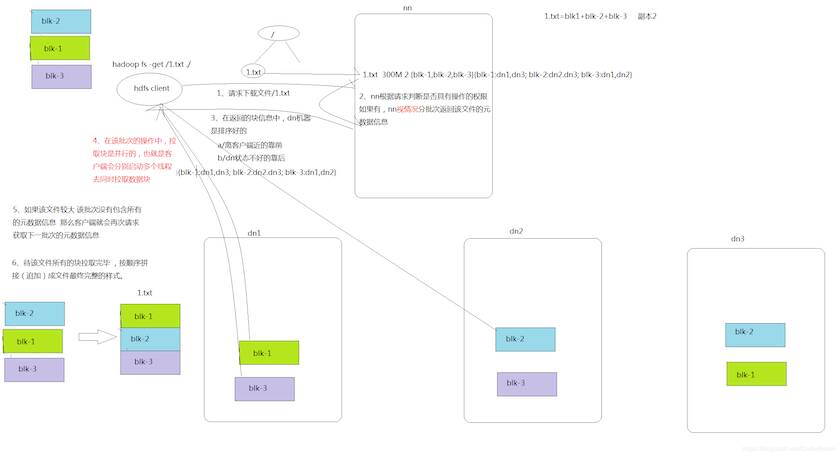 nn
1.txt=blk1+blk-2+blk-3 副本2
blk-2
blk-1
blk-3
/
1.txt
hadoop fs -get /1.txt ./
hdfs client
1.txt 300M 2 {blk-1,blk-2,blk-3}{blk-1:dn1,dn3; blk-2:dn2.dn3; blk-3:dn1,dn2}
1、请求下载文件/1.txt
2、nn根据请求判断是否具有操作的权限
如果有，nn视情况分批次返回该文件的元
数据信息
3、在返回的块信息中，dn机器
是排序好的
a/离客户端近的靠前
b/dn状态不好的靠后
{blk-1:dn1,dn3; blk-2:dn2.dn3; blk-3:dn1,dn2}
4、在该批次的操作中，拉
取块是并行的，也就是客
户端会分别启动多个线程
去同时拉取数据块
5、如果该文件较大 该批次没有包含所有
的元数据信息 那么客户端就会再次请求
获取下一批次的元数据信息
6、待该文件所有的块拉取完毕 ，按顺序拼
接（追加）成文件最终完整的样式。
1.txt
blk-2
blk-1
blk-3
blk-1
blk-2
blk-3
dn1
blk-1
blk-3
dn2
blk-2
blk-3
dn3
blk-2
blk-1